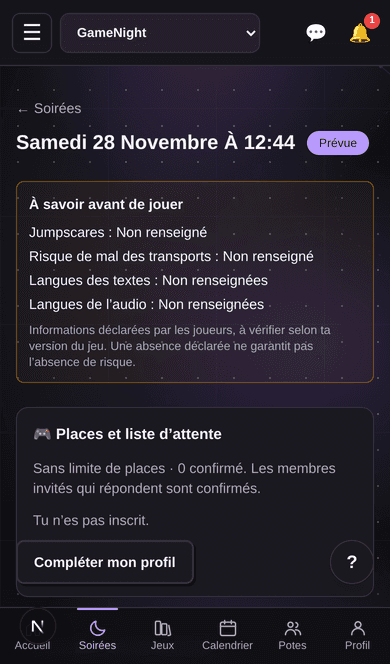 GameNight
1
← Soirées
Samedi 28 Novembre À 12:44
Prévue
À savoir avant de jouer
Jumpscares : Non renseigné
Risque de mal des transports : Non renseigné
Langues des textes : Non renseignées
Langues de l’audio : Non renseignées
Informations déclarées par les joueurs, à vérifier selon ta
version du jeu. Une absence déclarée ne garantit pas
l’absence de risque.
🎮 Places et liste d’attente
Sans limite de places · 0 confirmé. Les membres
invités qui répondent sont confirmés.
Tu n’es pas inscrit.
Compléter mon profil
?
N
Accueil
Soirées
Jeux
Calendrier
Potes
Profil